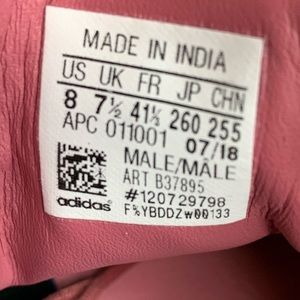 MADE IN INDIA
US UK FR JP CHN
8 7½ 41⅓ 260 255
APC 011001 07/18
MALE/MÂLE
ART B37895
#120729798
adidas F%YBDDZw00133